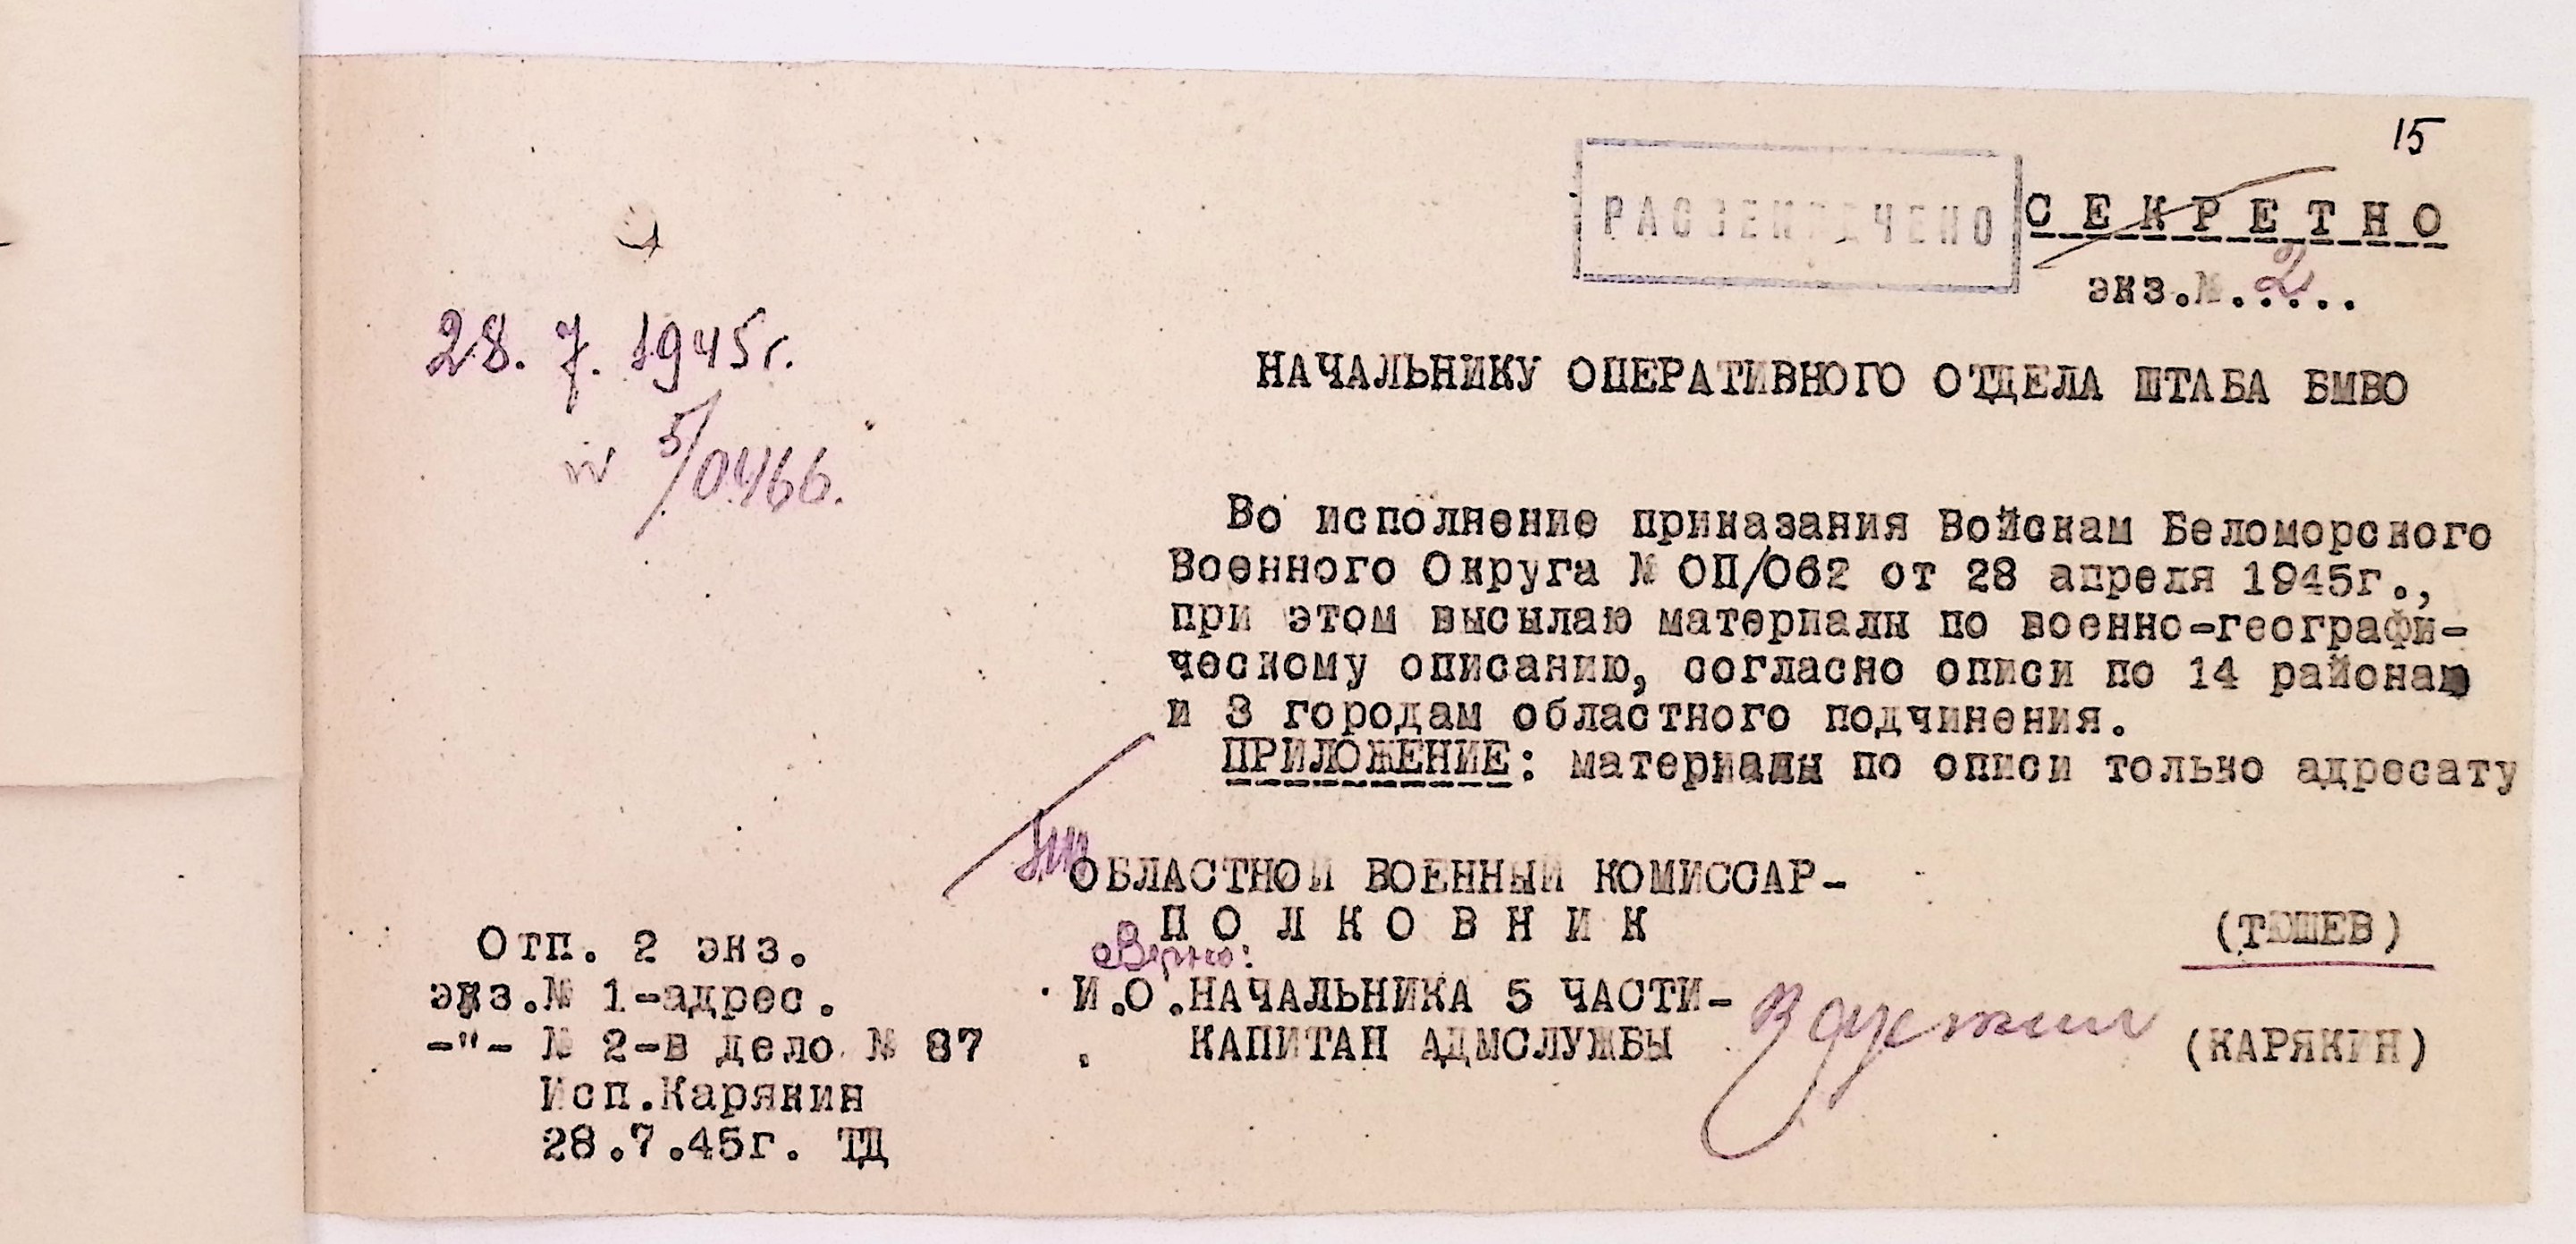 15
РАССЕКРЕЧЕНО
СЕКРЕТНО
экз.№.2....
28. 7. 1945г.
№ 5/0466.
НАЧАЛЬНИКУ ОПЕРАТИВНОГО ОТДЕЛА ШТАБА БМВО
Во исполнение приказания Войскам Беломорского
Военного Округа № ОП/062 от 28 апреля 1945г.,
при этом высылаю материалы по военно-географи-
ческому описанию, согласно описи по 14 районам
и 3 городам областного подчинения.
ПРИЛОЖЕНИЕ: материалы по описи только адресату
ОБЛАСТНОЙ ВОЕННЫЙ КОМИССАР-
ПОЛКОВНИК (ТЮШЕВ)
Верно:
И.О.НАЧАЛЬНИКА 5 ЧАСТИ-
КАПИТАН АДМСЛУЖБЫ (КАРЯКИН)
Отп. 2 экз.
экз.№ 1-адрес.
-"- № 2-в дело № 87
Исп.Карякин
28.7.45г. ТД